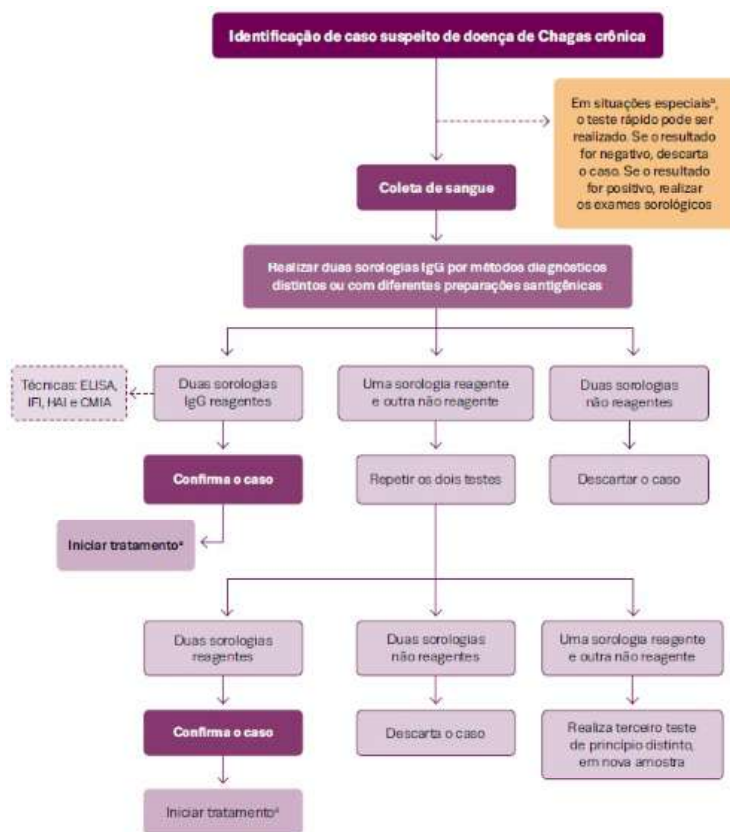 Identificação de caso suspeito de doença de Chagas crônica
Em situações especiaisᵇ,
o teste rápido pode ser
realizado. Se o resultado
for negativo, descarta
o caso. Se o resultado
for positivo, realizar
os exames sorológicos
Coleta de sangue
Realizar duas sorologias IgG por métodos diagnósticos
distintos ou com diferentes preparações santigênicas
Técnicas: ELISA,
IFI, HAI e CMIA
Duas sorologias
IgG reagentes
Uma sorologia reagente
e outra não reagente
Duas sorologias
não reagentes
Confirma o caso
Repetir os dois testes
Descartar o caso
Iniciar tratamentoᵃ
Duas sorologias
reagentes
Duas sorologias
não reagentes
Uma sorologia reagente
e outra não reagente
Confirma o caso
Descarta o caso
Realiza terceiro teste
de princípio distinto,
em nova amostra
Iniciar tratamentoᵃ